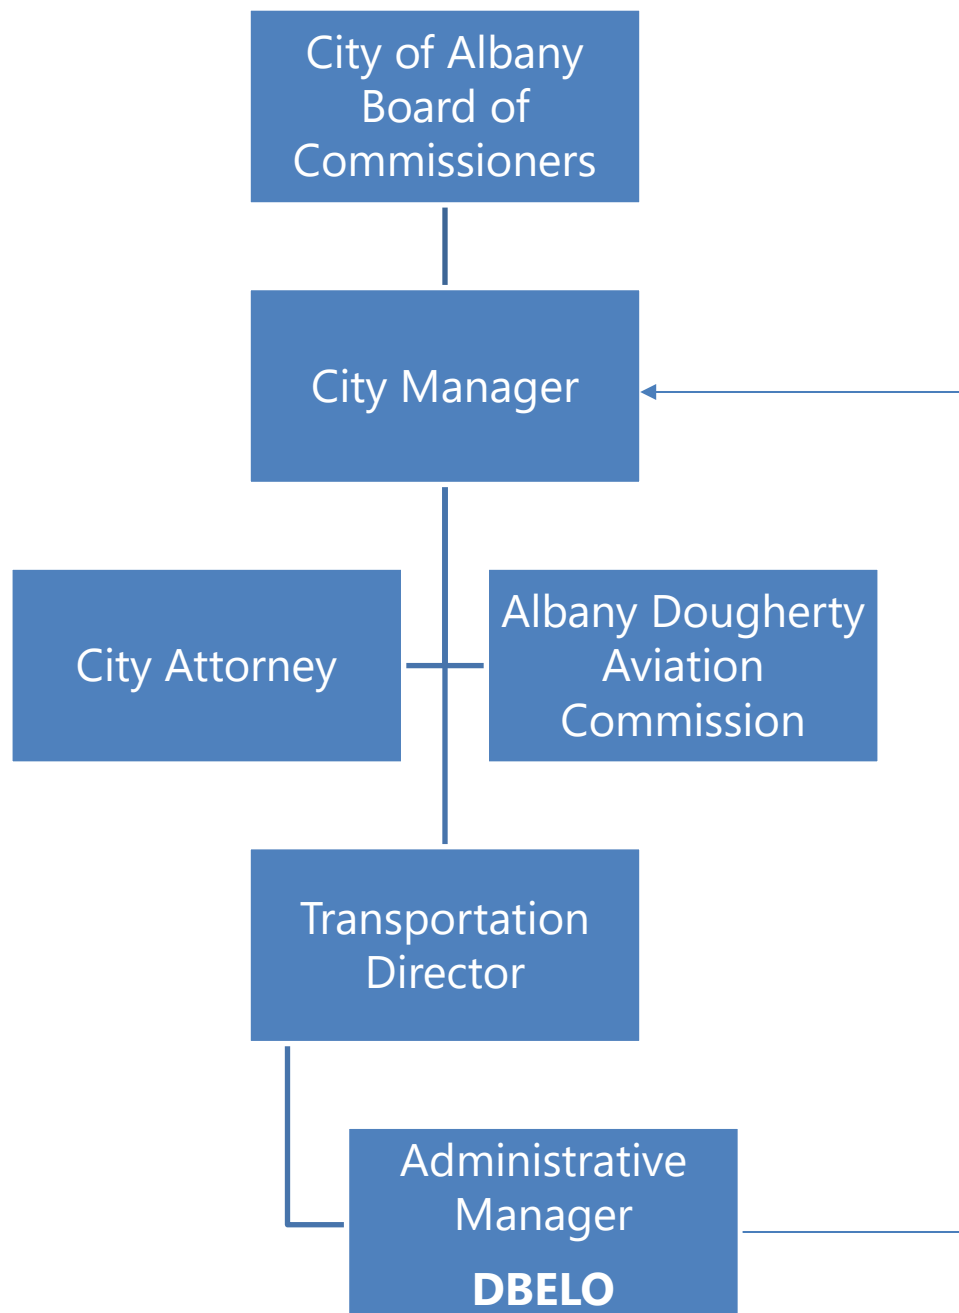 City of Albany
Board of
Commissioners
City Manager
City Attorney
Albany Dougherty
Aviation
Commission
Transportation
Director
Administrative
Manager
DBELO